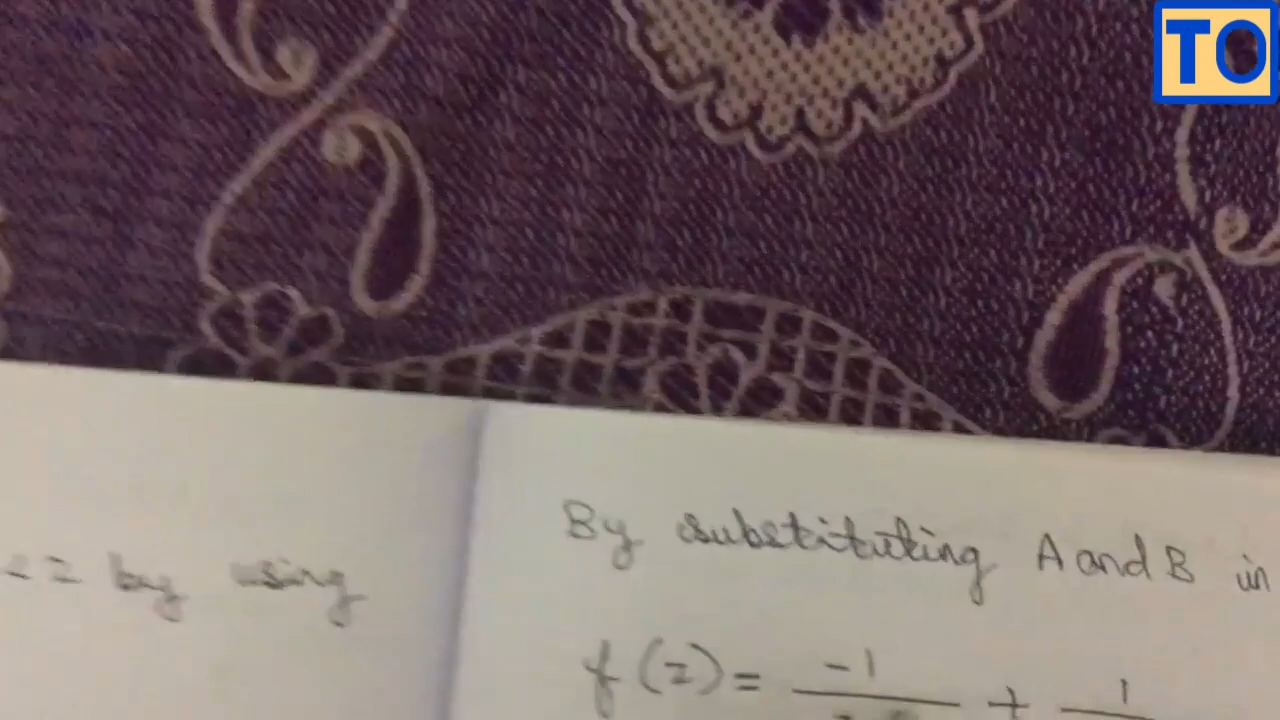 TO
By substituting A and B in
by using
f(z) = -1 + 1